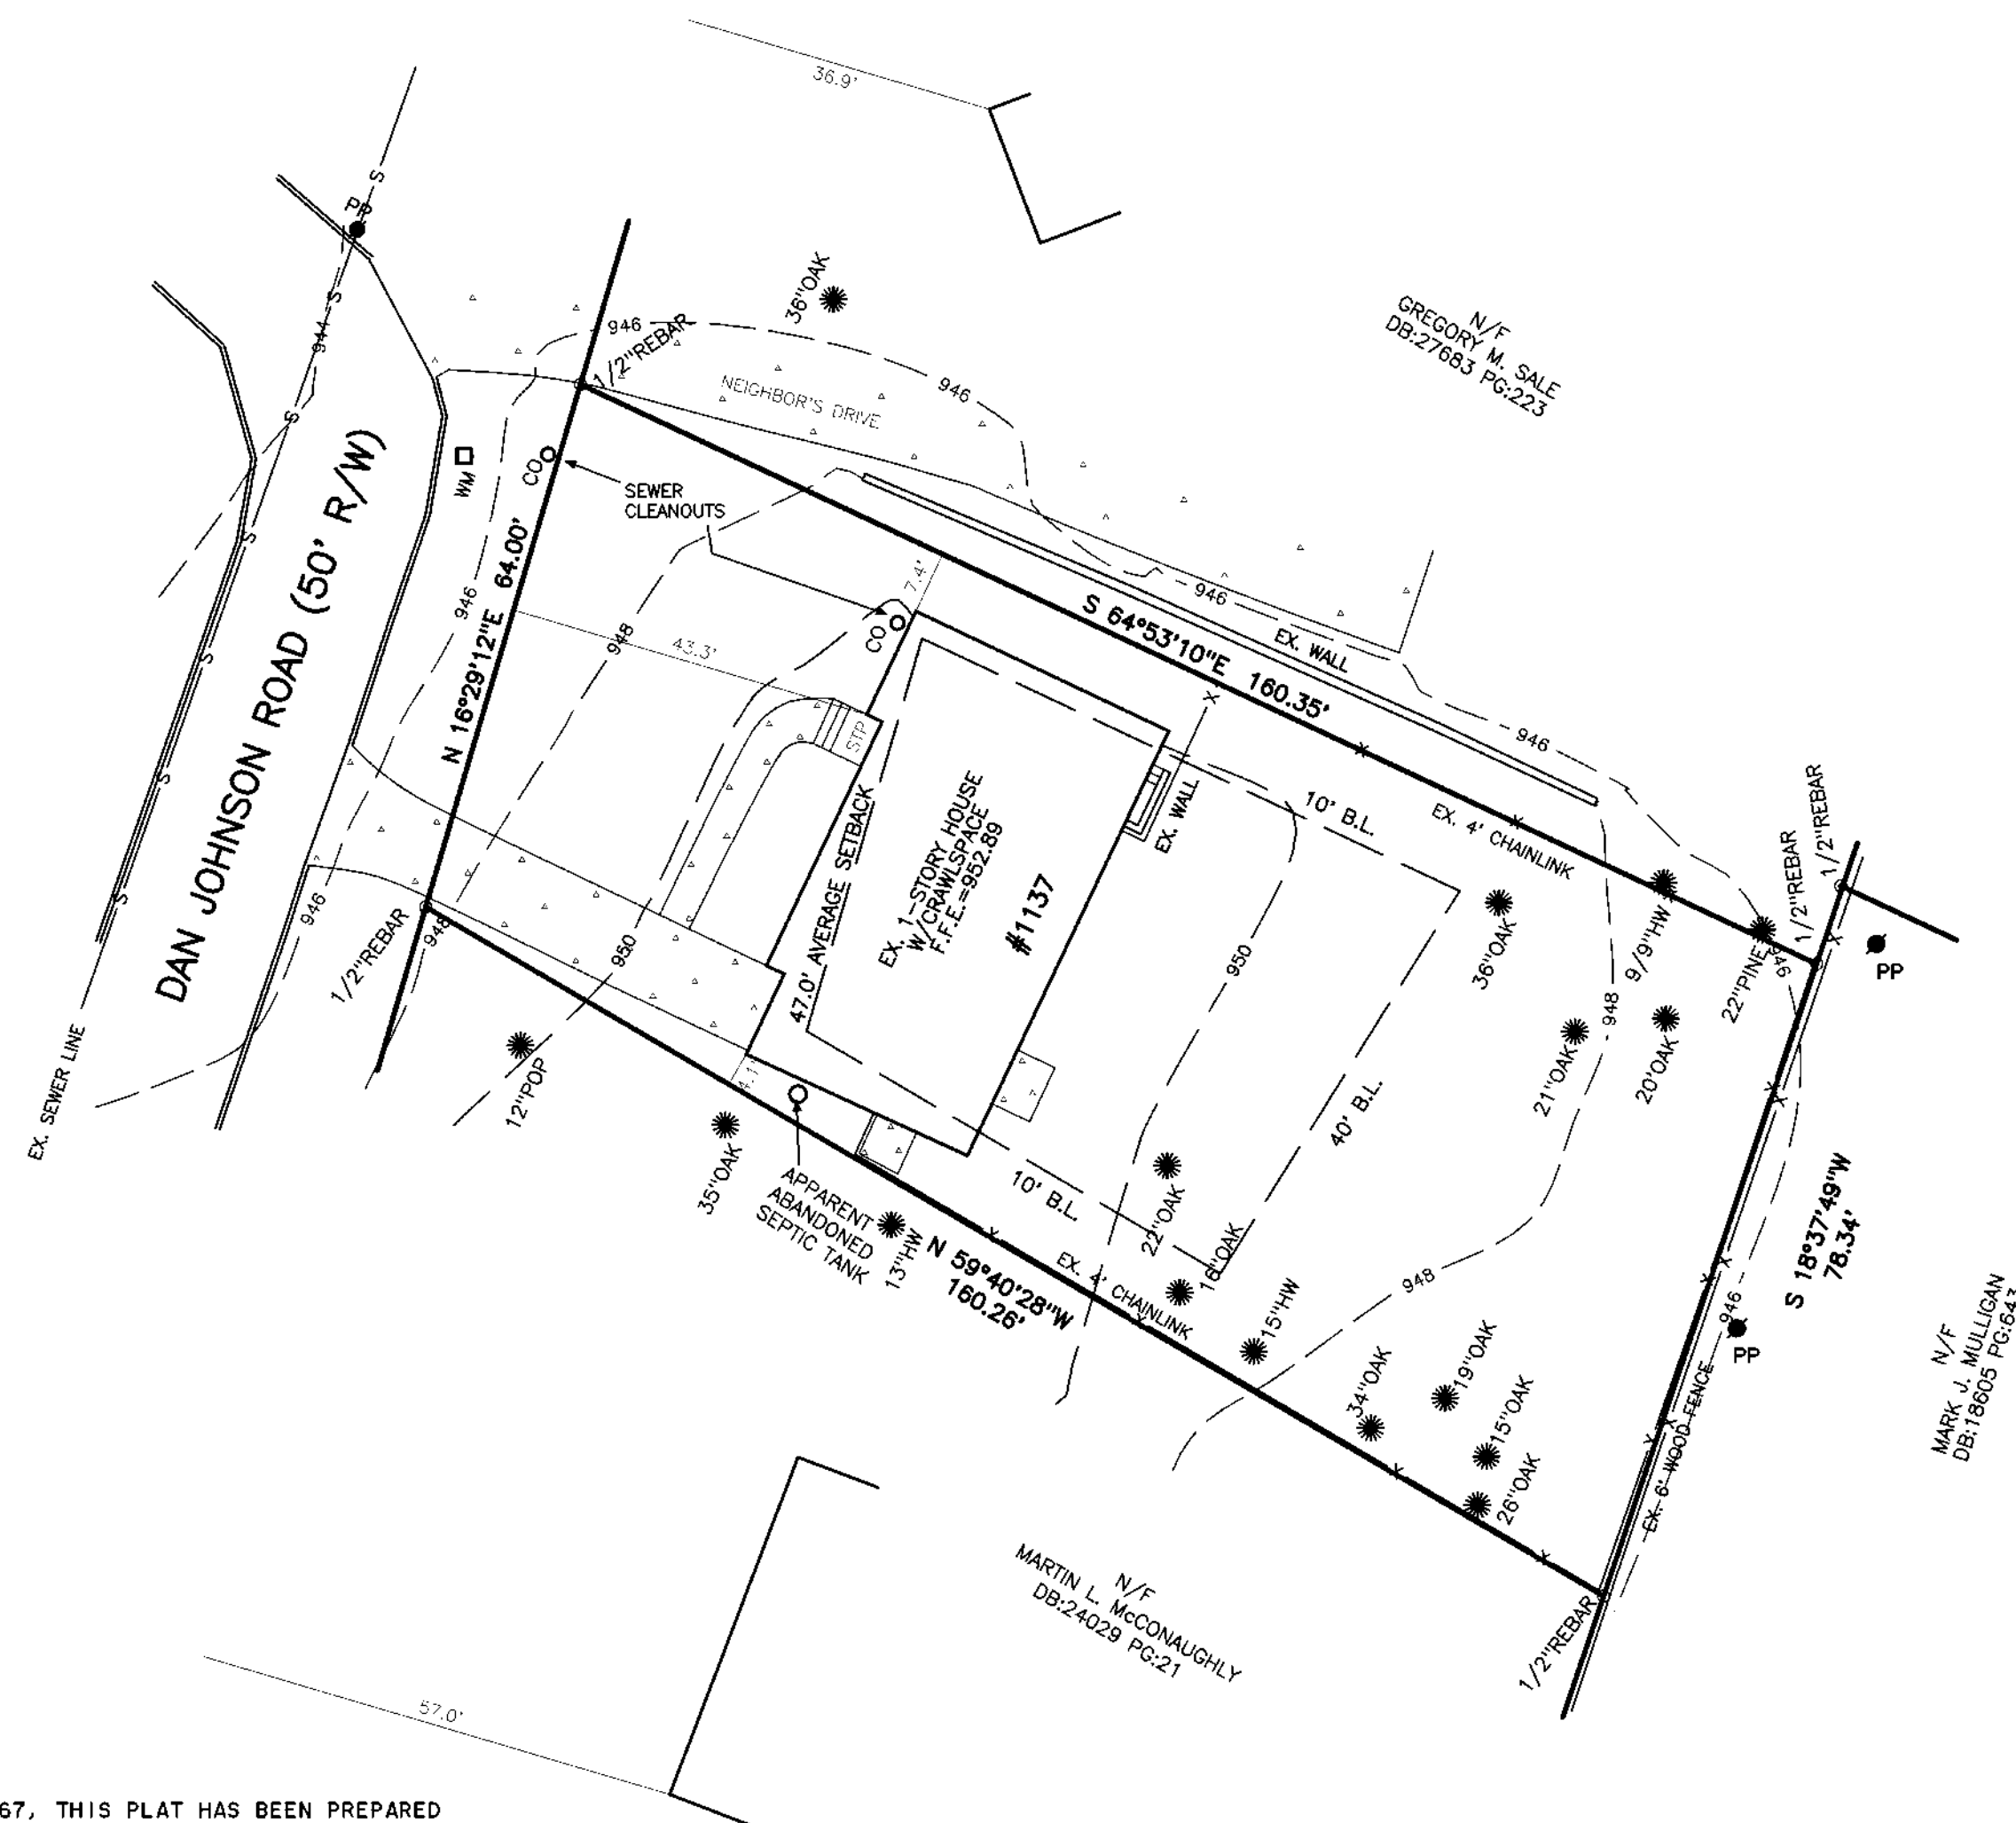 36.9'
PP
S
S
944
S
S
S
S
S
DAN JOHNSON ROAD (50' R/W)
EX. SEWER LINE
946
1/2"REBAR
36"OAK
946
NEIGHBOR'S DRIVE
N/F
GREGORY M. SALE
DB:27683 PG:223
WM
CO
SEWER
CLEANOUTS
N 16°29'12"E 64.00'
946
948
43.3'
7.4'
CO
STP
S 64°53'10"E 160.35'
946
EX. WALL
946
47.0' AVERAGE SETBACK
EX. 1-STORY HOUSE
W/CRAWLSPACE
F.F.E.=952.89
#1137
X
EX. WALL
10' B.L.
X
EX. 4' CHAINLINK
X
1/2"REBAR
1/2"REBAR
36"OAK
9/9"HW
22"PINE
946
X
PP
946
1/2"REBAR
948
950
950
948
21"OAK
20'OAK
12"POP
4.1'
35"OAK
APPARENT
ABANDONED
SEPTIC TANK
13"HW
10' B.L.
40' B.L.
22"OAK
16"OAK
X
N 59°40'28"W
160.26'
EX. 4' CHAINLINK
X
15"HW
948
34"OAK
19"OAK
15"OAK
26"OAK
X
X
X
X
X
X
X
X
S 18°37'49"W
78.34'
946
PP
EX. 6' WOOD FENCE
N/F
MARK J. MULLIGAN
DB:18605 PG:643
1/2"REBAR
N/F
MARTIN L. McCONAUGHLY
DB:24029 PG:21
57.0'
67, THIS PLAT HAS BEEN PREPARED